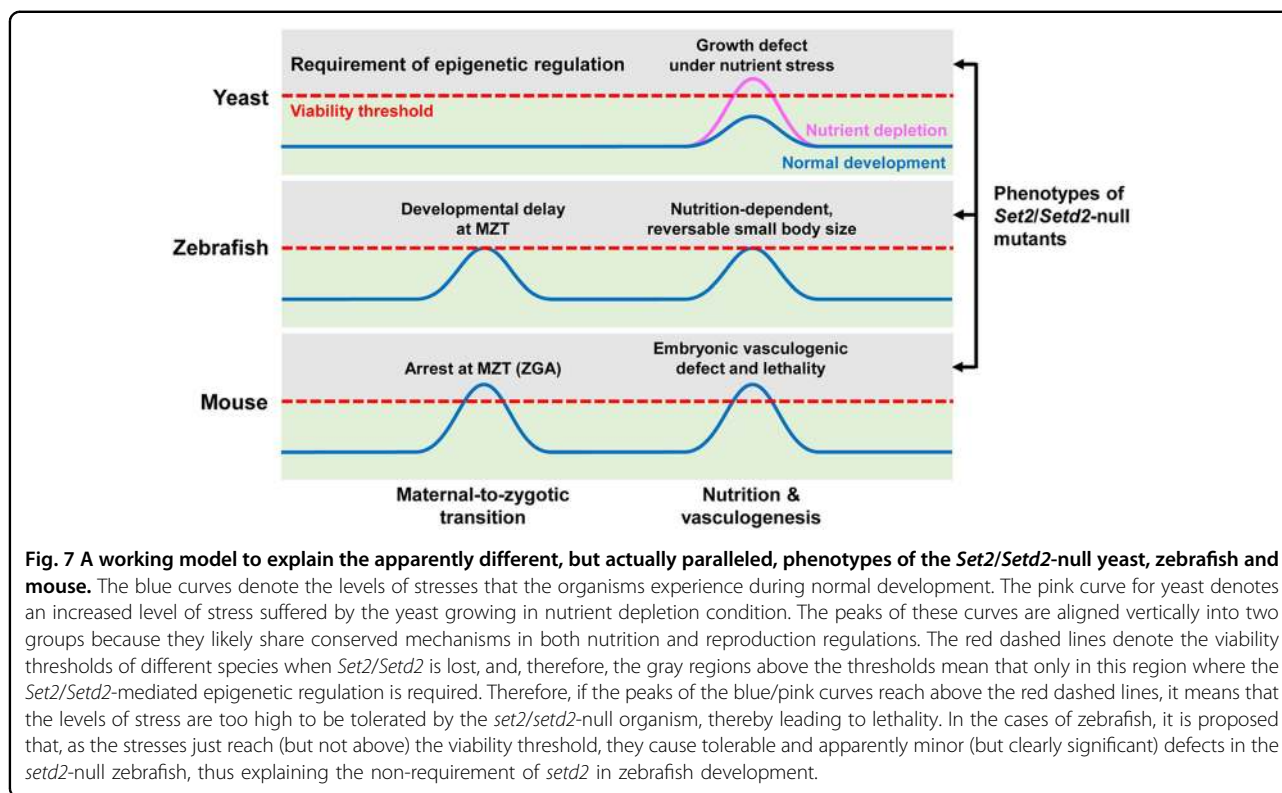 Requirement of epigenetic regulation
Growth defect
under nutrient stress
Yeast
Viability threshold
Nutrient depletion
Normal development
Developmental delay
at MZT
Nutrition-dependent,
reversable small body size
Zebrafish
Phenotypes of
Set2/Setd2-null
mutants
Arrest at MZT (ZGA)
Embryonic vasculogenic
defect and lethality
Mouse
Maternal-to-zygotic
transition
Nutrition &
vasculogenesis
Fig. 7 A working model to explain the apparently different, but actually paralleled, phenotypes of the Set2/Setd2-null yeast, zebrafish and
mouse. The blue curves denote the levels of stresses that the organisms experience during normal development. The pink curve for yeast denotes
an increased level of stress suffered by the yeast growing in nutrient depletion condition. The peaks of these curves are aligned vertically into two
groups because they likely share conserved mechanisms in both nutrition and reproduction regulations. The red dashed lines denote the viability
thresholds of different species when Set2/Setd2 is lost, and, therefore, the gray regions above the thresholds mean that only in this region where the
Set2/Setd2-mediated epigenetic regulation is required. Therefore, if the peaks of the blue/pink curves reach above the red dashed lines, it means that
the levels of stress are too high to be tolerated by the set2/setd2-null organism, thereby leading to lethality. In the cases of zebrafish, it is proposed
that, as the stresses just reach (but not above) the viability threshold, they cause tolerable and apparently minor (but clearly significant) defects in the
setd2-null zebrafish, thus explaining the non-requirement of setd2 in zebrafish development.